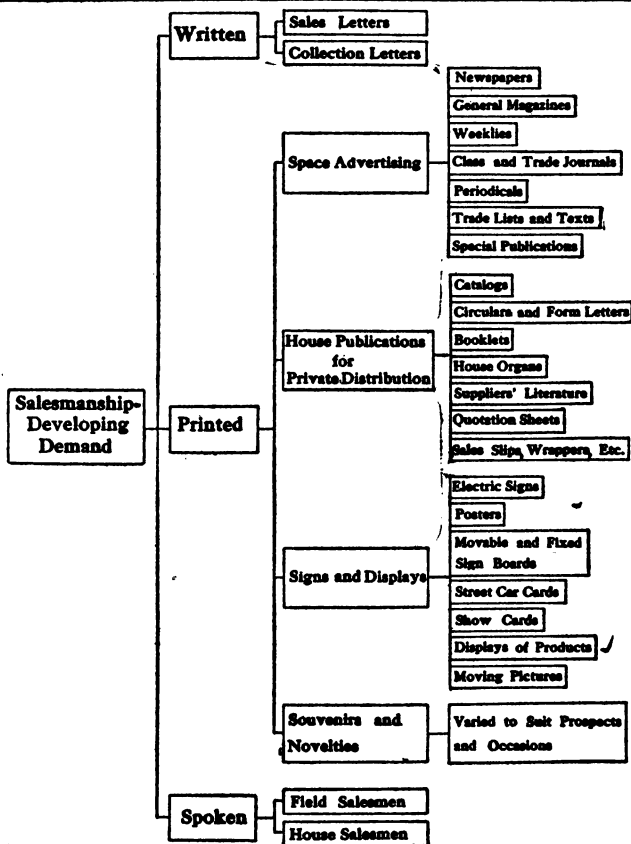 Written
Sales Letters
Collection Letters
Newspapers
General Magazines
Weeklies
Space Advertising
Class and Trade Journals
Periodicals
Trade Lists and Texts
Special Publications
Catalogs
Circulars and Form Letters
House Publications
for
Private Distribution
Booklets
House Organs
Suppliers' Literature
Quotation Sheets
Sales Slips, Wrappers, Etc.
Salesmanship-
Developing
Demand
Printed
Electric Signs
Posters
Movable and Fixed
Sign Boards
Signs and Displays
Street Car Cards
Show Cards
Displays of Products
Moving Pictures
Souvenirs and
Novelties
Varied to Suit Prospects
and Occasions
Spoken
Field Salesmen
House Salesmen